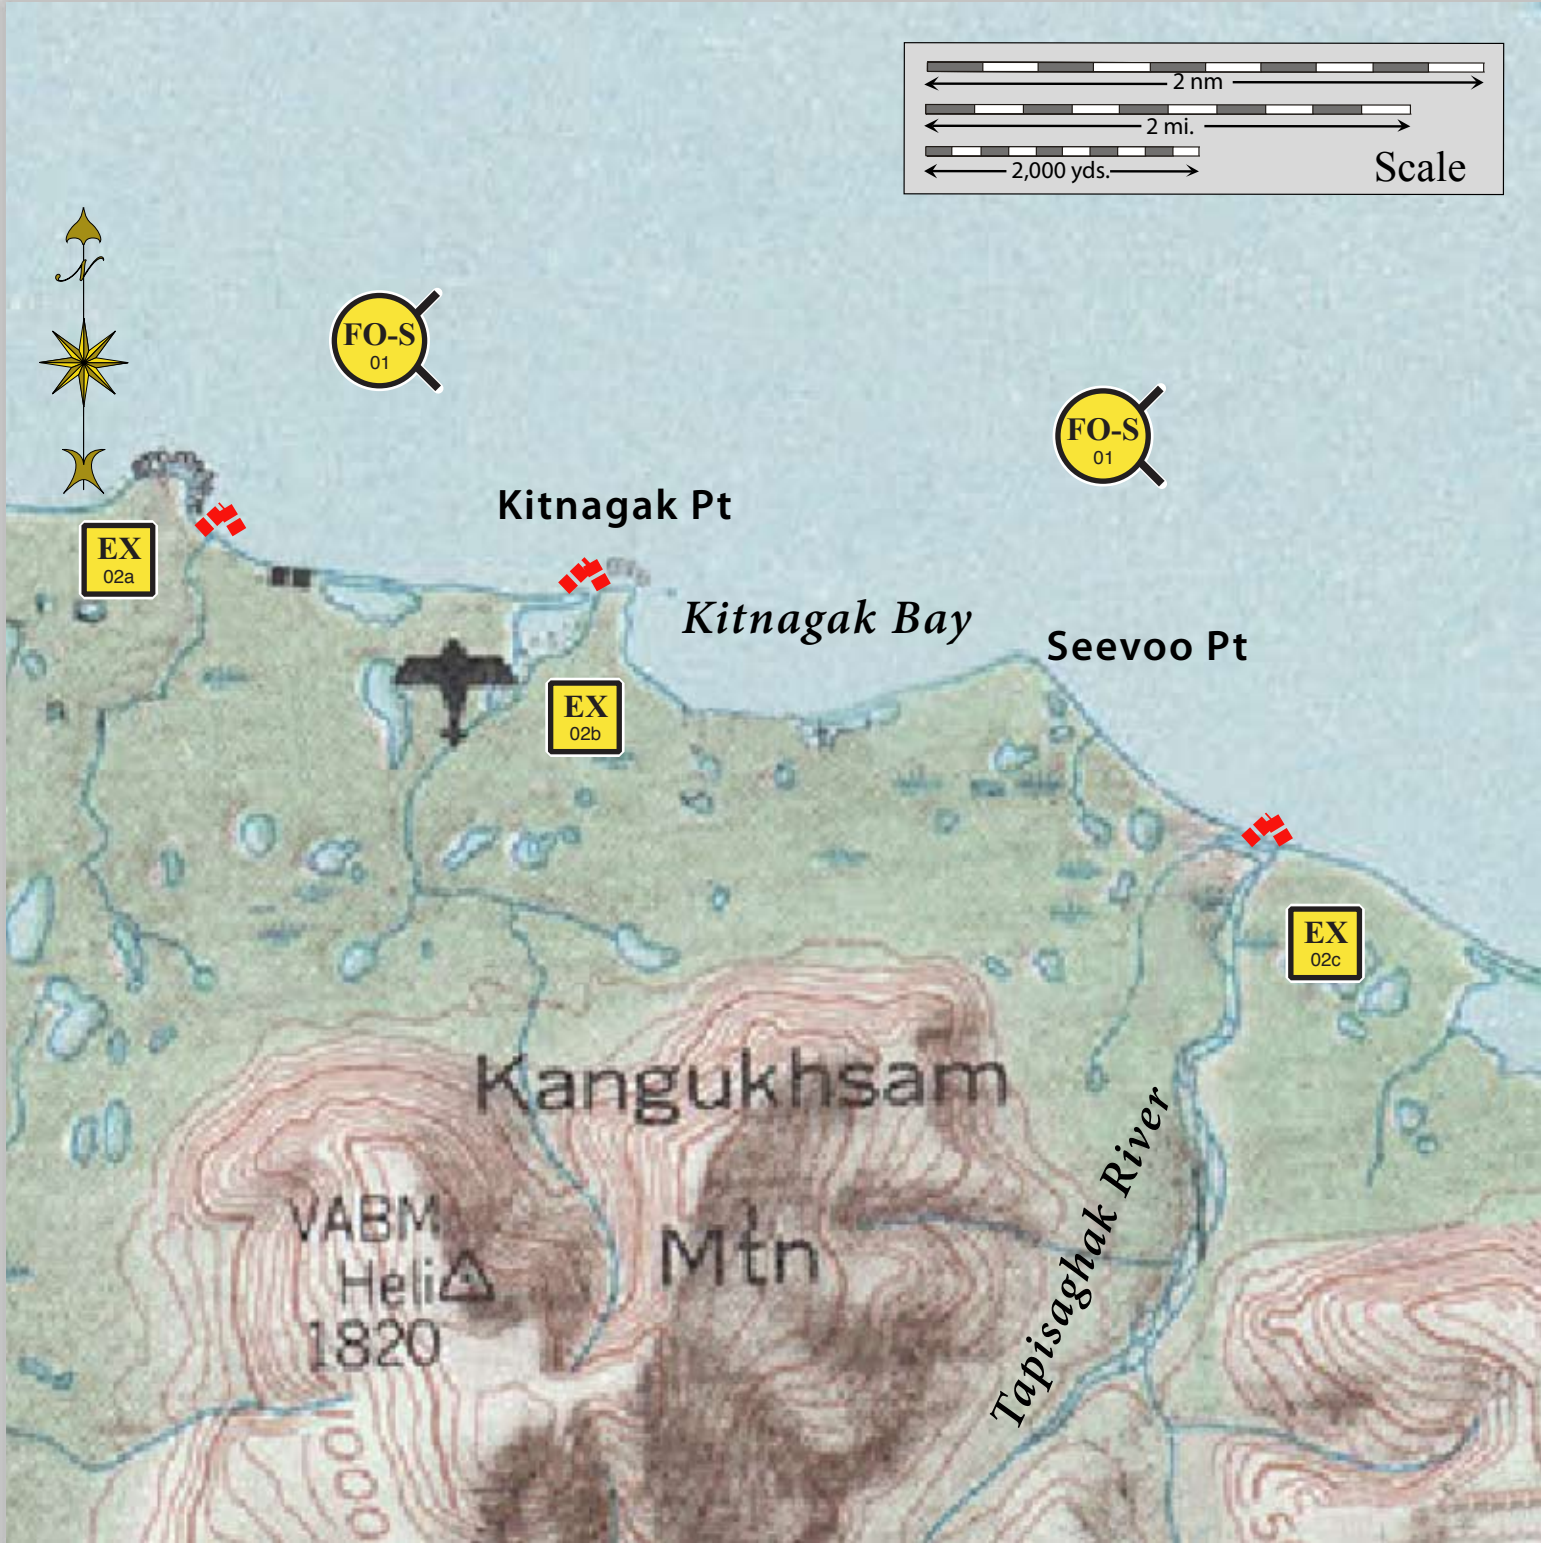 2 nm
2 mi.
2,000 yds.
Scale
N
FO-S
01
FO-S
01
Kitnagak Pt
EX
02a
Kitnagak Bay
Seevoo Pt
EX
02b
EX
02c
Kangukhsam
Mtn
VABM
Heli
1820
Tapisaghak River
1000